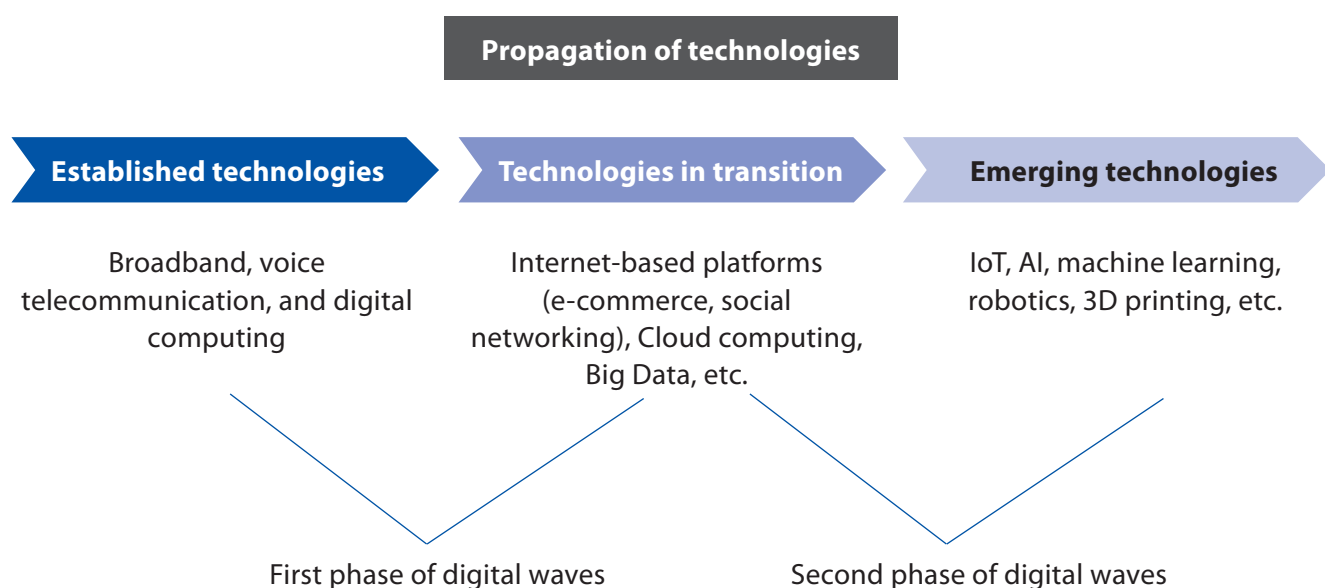 Propagation of technologies
Established technologies
Technologies in transition
Emerging technologies
Broadband, voice
telecommunication, and digital
computing
Internet-based platforms
(e-commerce, social
networking), Cloud computing,
Big Data, etc.
IoT, AI, machine learning,
robotics, 3D printing, etc.
First phase of digital waves
Second phase of digital waves